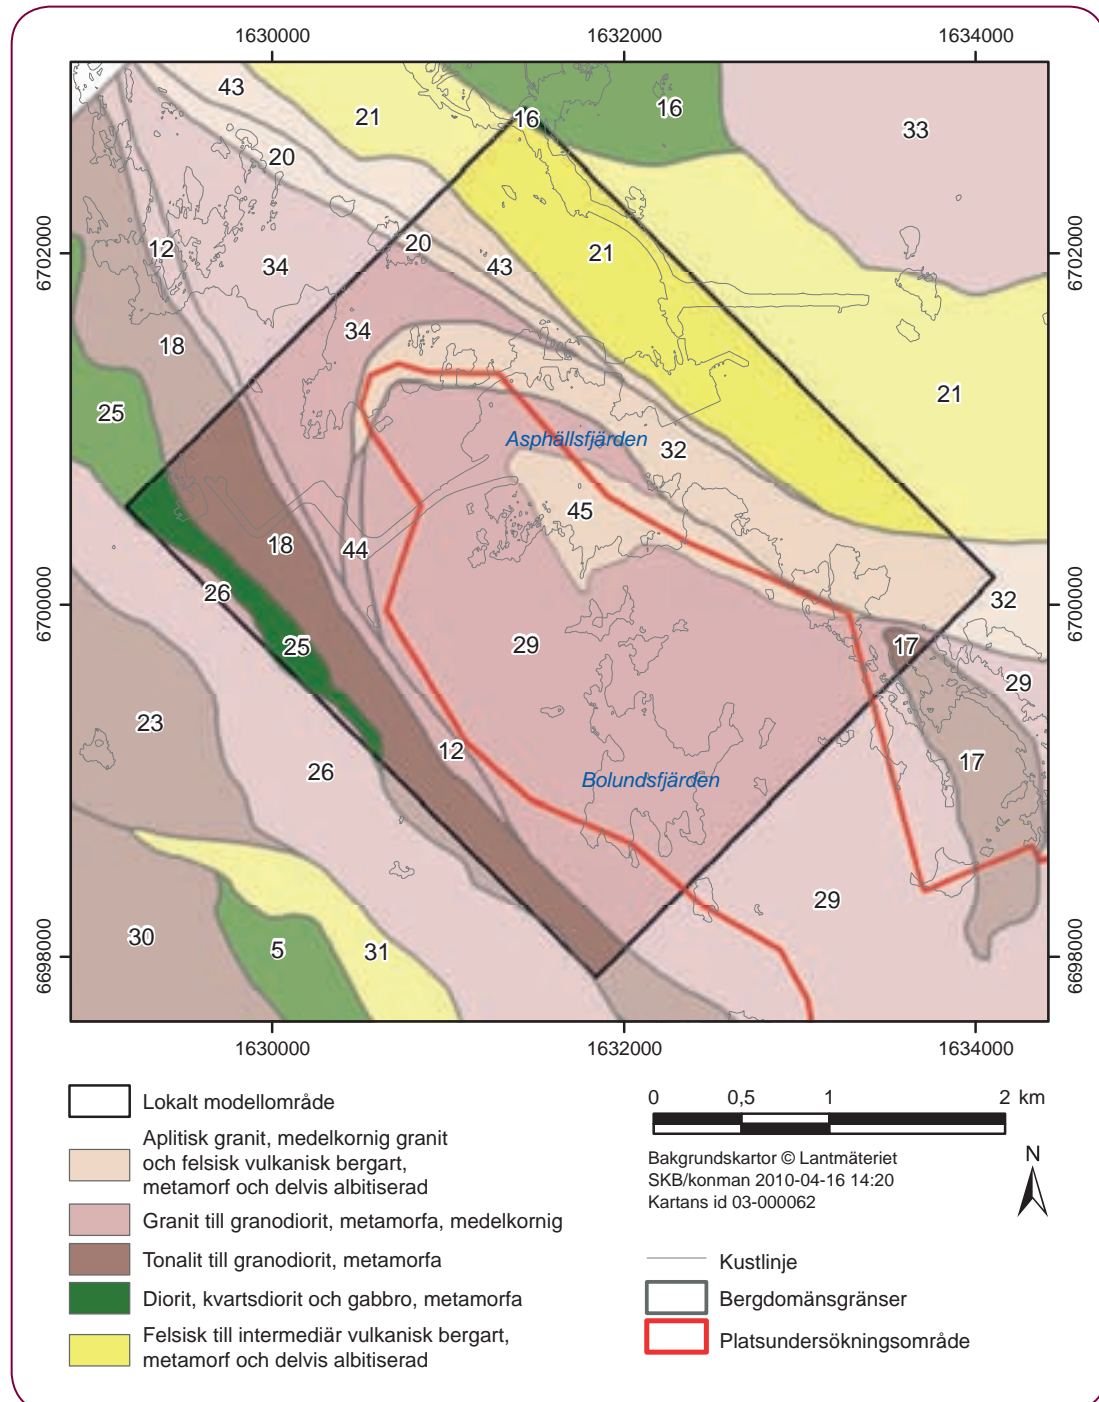 1630000 1632000 1634000
43
21
16
16
33
20
6702000
6702000
12
34
20
43
21
34
18
25
21
Asphällsfjärden
32
45
18
44
26
6700000
6700000
32
25
29
17
29
23
12
17
26
Bolundsfjärden
29
30
5
31
6698000
6698000
1630000 1632000 1634000
Lokalt modellområde
Aplitisk granit, medelkornig granit
och felsisk vulkanisk bergart,
metamorf och delvis albitiserad
Granit till granodiorit, metamorfa, medelkornig
Tonalit till granodiorit, metamorfa
Diorit, kvartsdiorit och gabbro, metamorfa
Felsisk till intermediär vulkanisk bergart,
metamorf och delvis albitiserad
0 0,5 1 2 km
Bakgrundskartor © Lantmäteriet
SKB/konman 2010-04-16 14:20
Kartans id 03-000062
N
Kustlinje
Bergdomänsgränser
Platsundersökningsområde